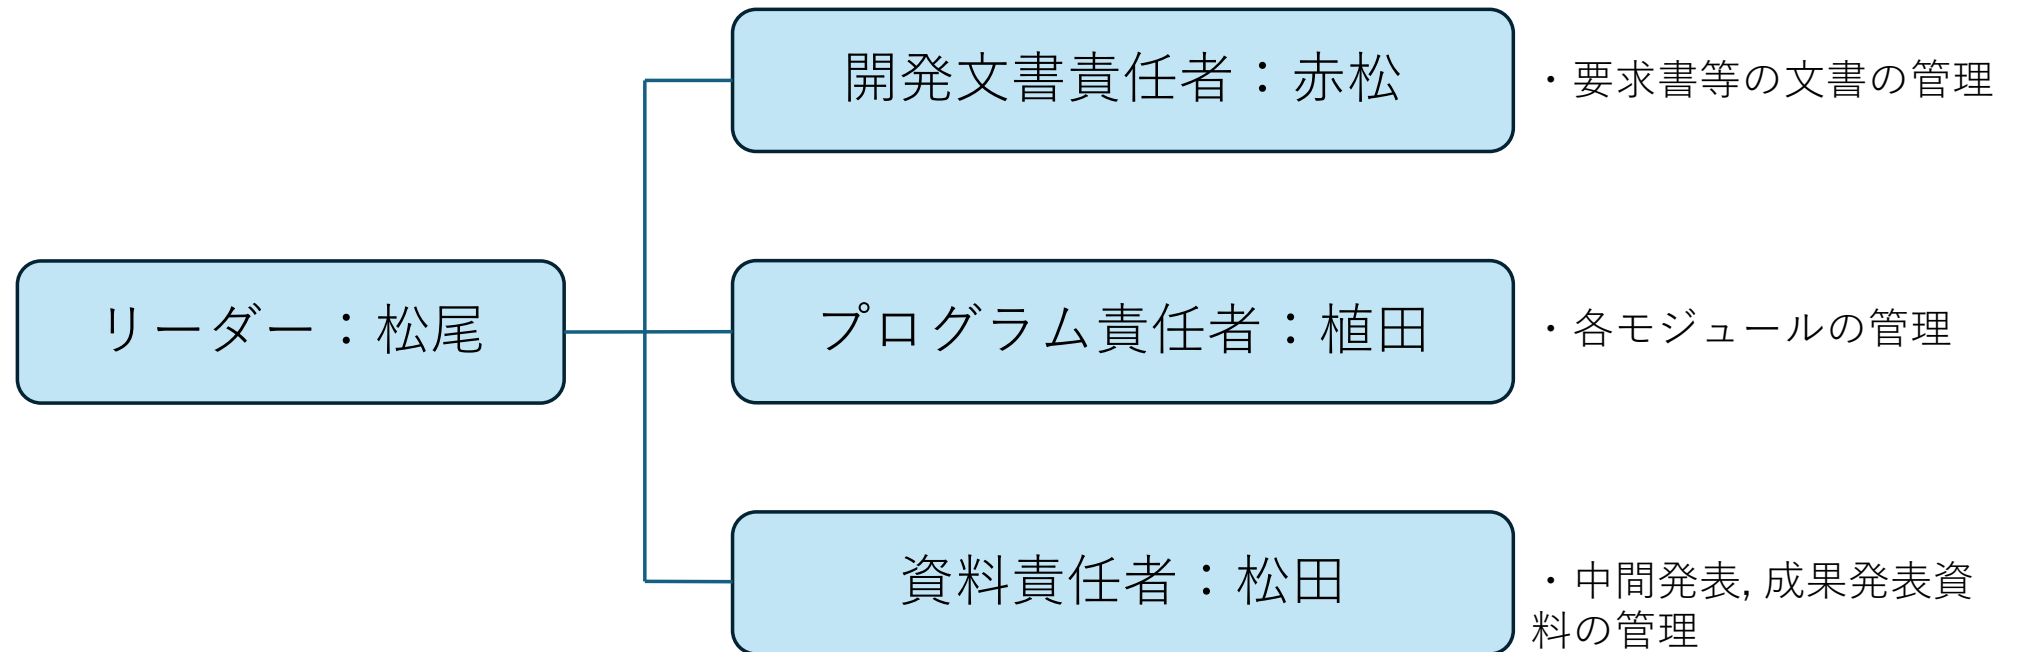 開発文書責任者：赤松
・要求書等の文書の管理
リーダー：松尾
プログラム責任者：植田
・各モジュールの管理
資料責任者：松田
・中間発表, 成果発表資
料の管理